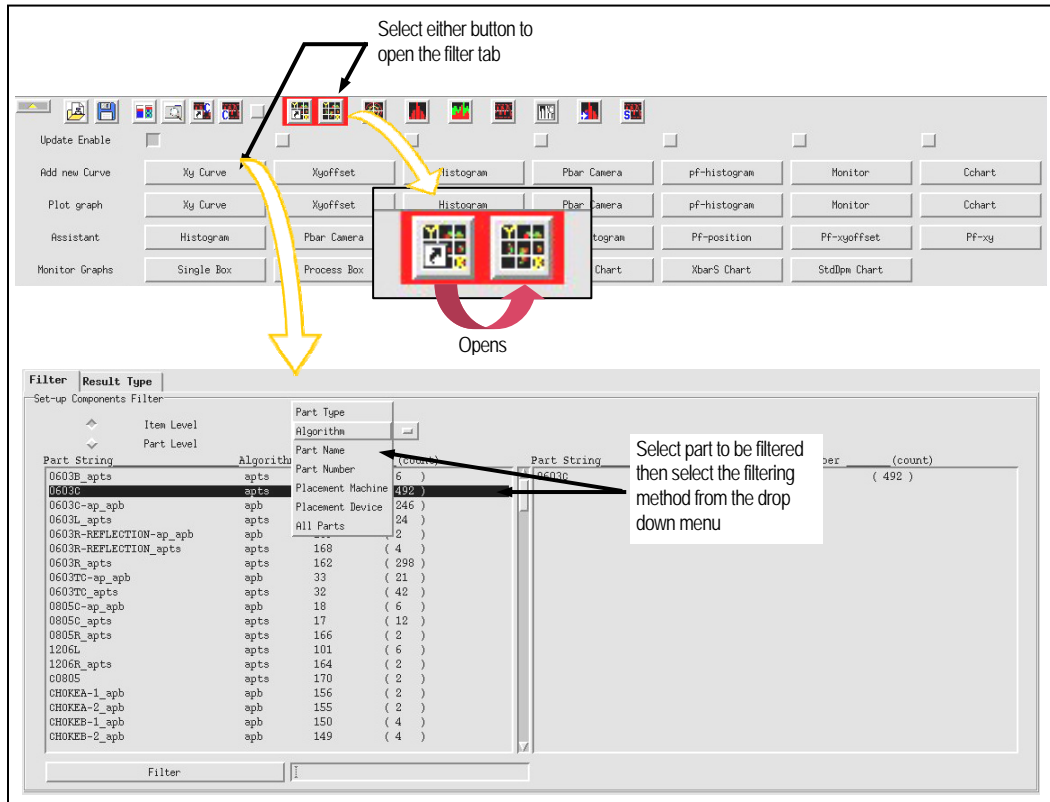 Select either button to
open the filter tab
Update Enable
Add new Curve Xy Curve Xyoffset Histogram Pbar Camera pf-histogram Monitor Cchart
Plot graph Xy Curve Xyoffset Histogram Pbar Camera pf-histogram Monitor Cchart
Assistant Histogram Pbar Camera togram Pf-position Pf-xyoffset Pf-xy
Monitor Graphs Single Box Process Box Chart XbarS Chart StdDpm Chart
Opens
Filter Result Type
Set-up Components Filter
Item Level
Part Level
Part Type
Algorithm
Part Name
Part Number
Placement Machine
Placement Device
All Parts
Select part to be filtered
then select the filtering
method from the drop
down menu
Part String Algorith (count) Part String ber (count)
0603B_apts apts 6 ) 0603C ( 492 )
0603C apts 492 )
0603C-ap_apb apb 246 )
0603L_apts apts 24 )
0603R-REFLECTION-ap_apb apb ( 2 )
0603R-REFLECTION_apts apts 168 ( 4 )
0603R_apts apts 162 ( 298 )
0603TC-ap_apb apb 33 ( 21 )
0603TC_apts apts 32 ( 42 )
0805C-ap_apb apb 18 ( 6 )
0805C_apts apts 17 ( 12 )
0805R_apts apts 166 ( 2 )
1206L apts 101 ( 6 )
1206R_apts apts 164 ( 2 )
c0805 apts 170 ( 2 )
CHOKEA-1_apb apb 156 ( 2 )
CHOKEA-2_apb apb 155 ( 2 )
CHOKEB-1_apb apb 150 ( 4 )
CHOKEB-2_apb apb 149 ( 4 )
Filter